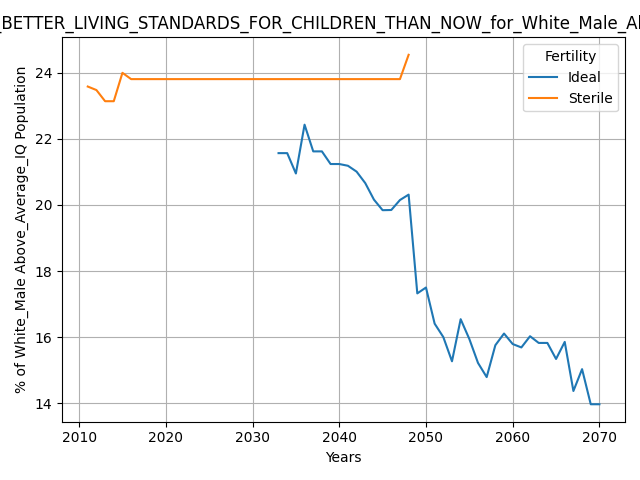 _BETTER_LIVING_STANDARDS_FOR_CHILDREN_THAN_NOW_for_White_Male_A
Fertility
Ideal
Sterile
% of White_Male Above_Average_IQ Population
24
22
20
18
16
14
2010 2020 2030 2040 2050 2060 2070
Years